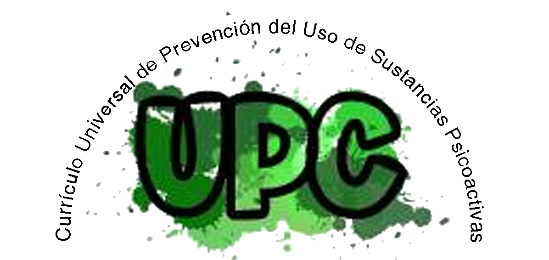 Currículo Universal de Prevención del Uso de Sustancias Psicoactivas
UPC